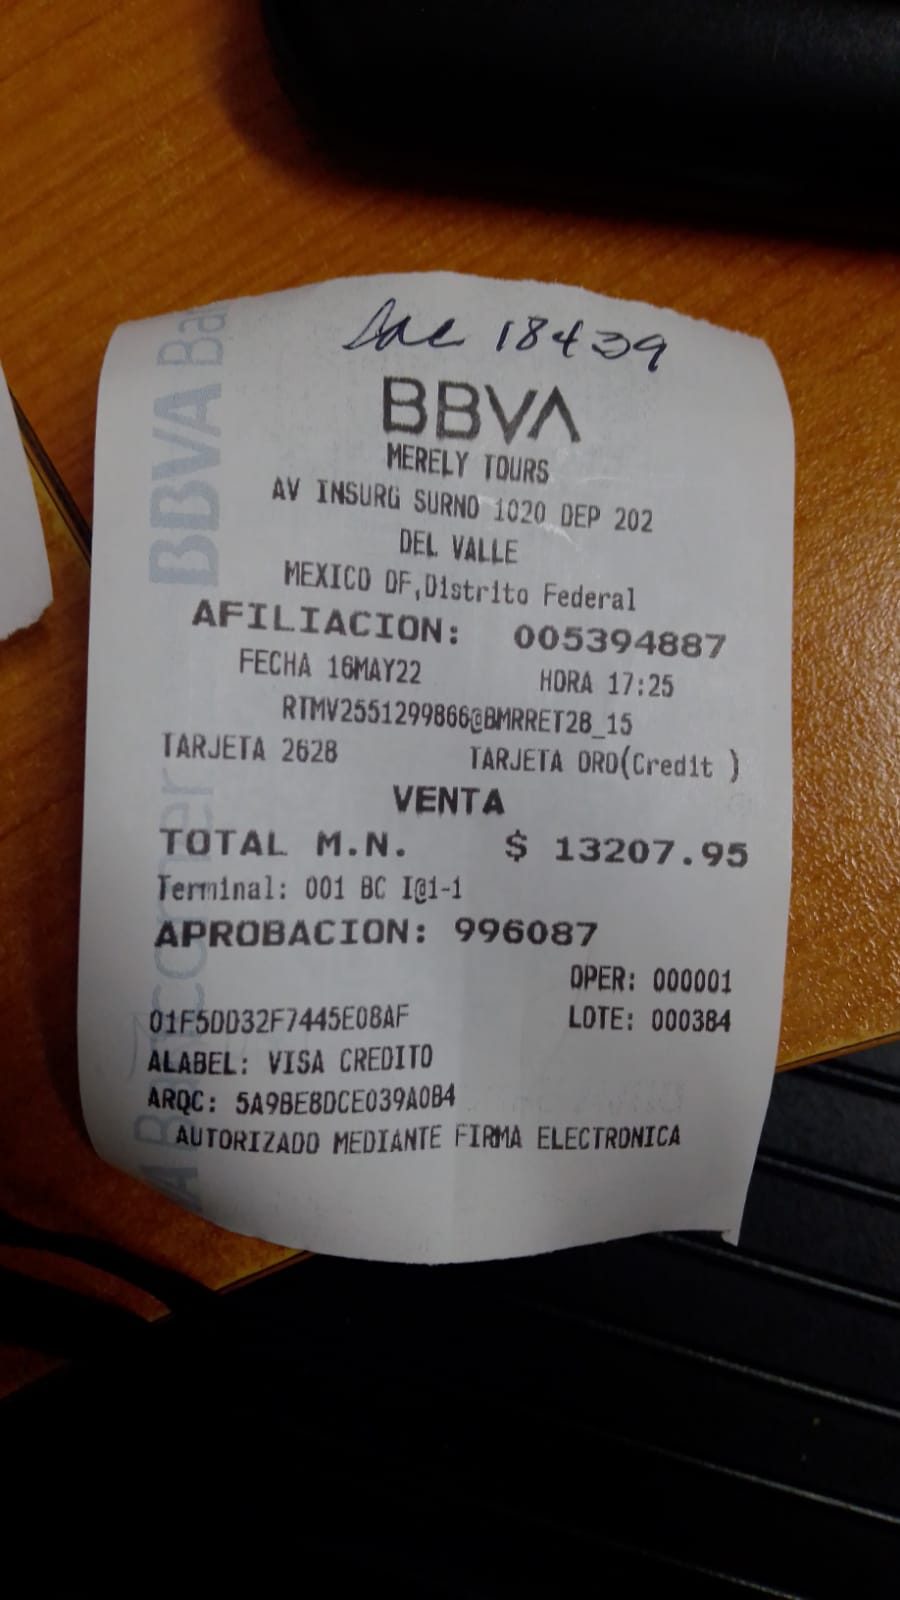 18439
BBVA
MERELY TOURS
AV INSURG SURNO 1020 DEP 202
DEL VALLE
MEXICO DF,Distrito Federal
AFILIACION: 005394887
FECHA 16MAY22 HORA 17:25
RTMV2551299866@BMRRET28_15
TARJETA 2628 TARJETA ORO(Credit )
VENTA
TOTAL M.N. $ 13207.95
Terminal: 001 BC I@1-1
APROBACION: 996087
OPER: 000001
01F5DD32F7445E08AF LOTE: 000384
ALABEL: VISA CREDITO
ARQC: 5A9BE8DCE039A0B4
AUTORIZADO MEDIANTE FIRMA ELECTRONICA
BBVA Bancomer